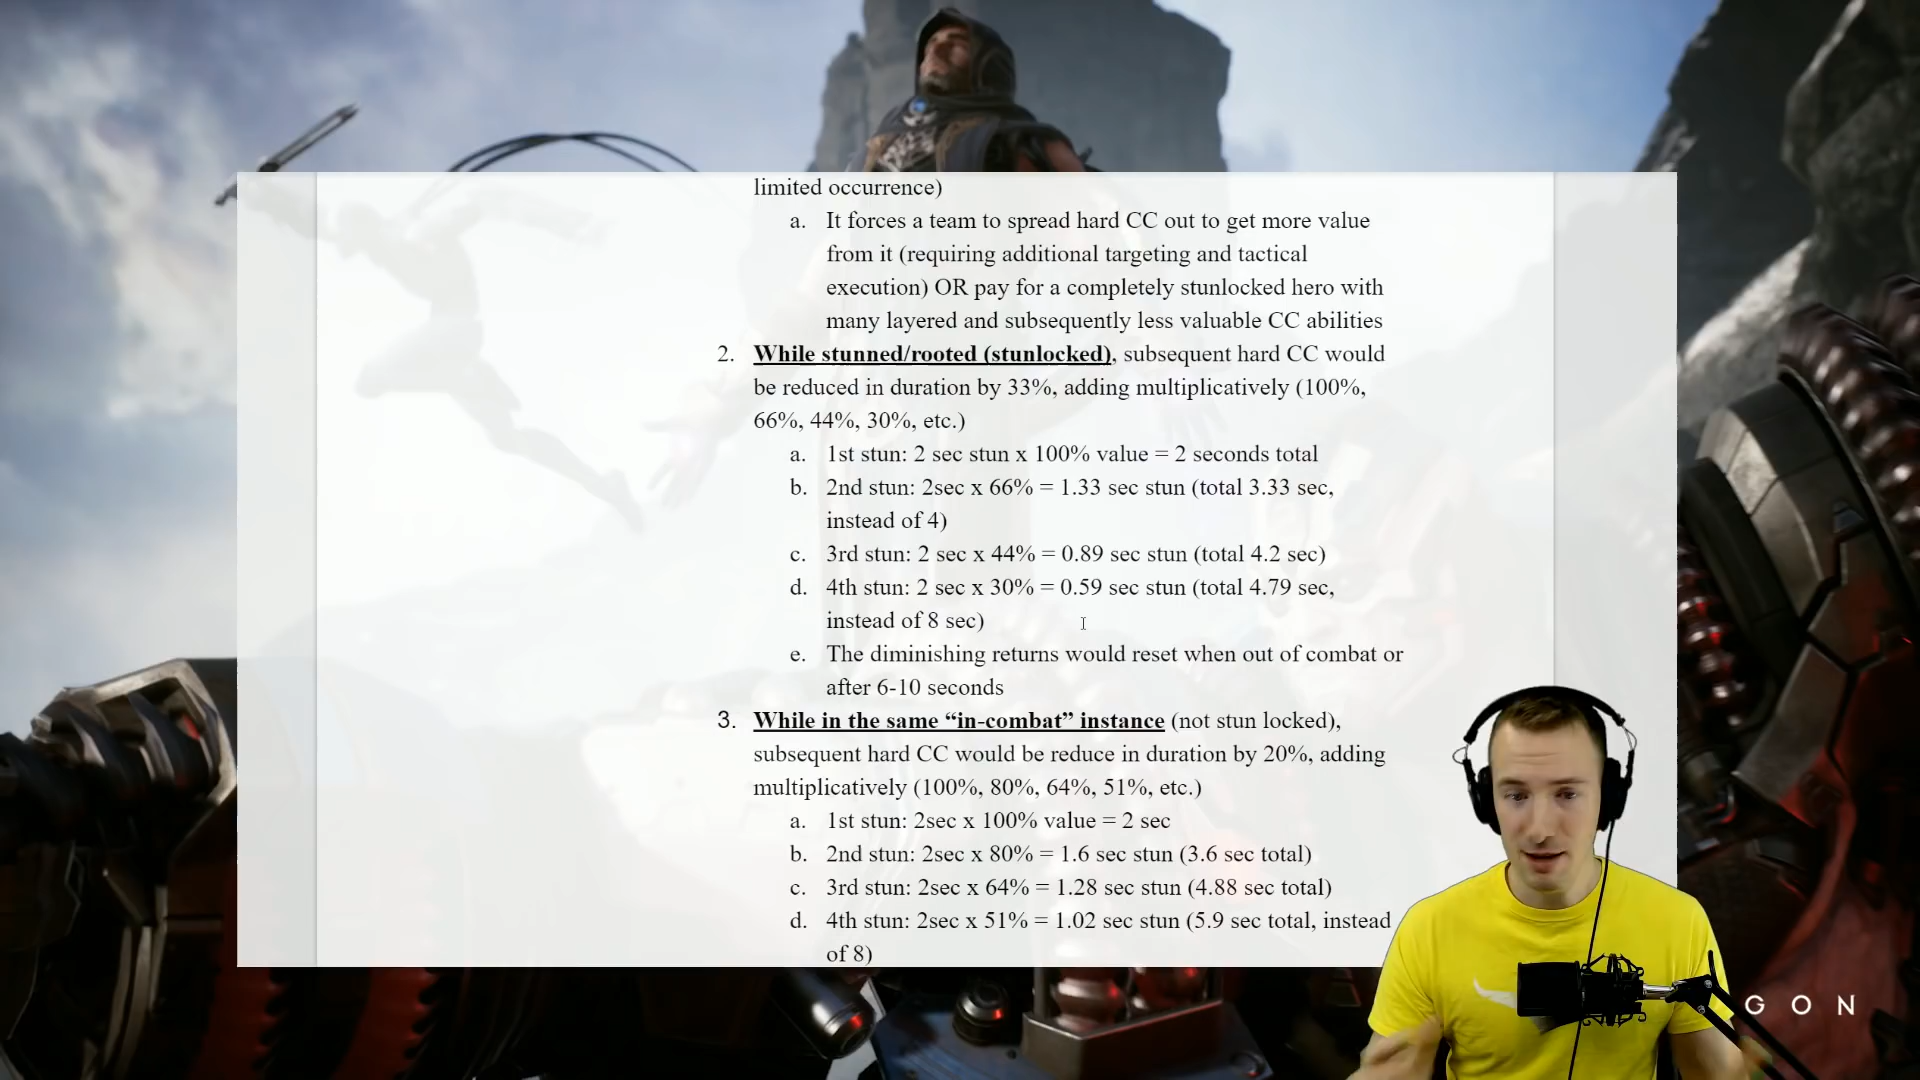 limited occurrence)
a. It forces a team to spread hard CC out to get more value
from it (requiring additional targeting and tactical
execution) OR pay for a completely stunlocked hero with
many layered and subsequently less valuable CC abilities
2. While stunned/rooted (stunlocked), subsequent hard CC would
be reduced in duration by 33%, adding multiplicatively (100%,
66%, 44%, 30%, etc.)
a. 1st stun: 2 sec stun x 100% value = 2 seconds total
b. 2nd stun: 2sec x 66% = 1.33 sec stun (total 3.33 sec,
instead of 4)
c. 3rd stun: 2 sec x 44% = 0.89 sec stun (total 4.2 sec)
d. 4th stun: 2 sec x 30% = 0.59 sec stun (total 4.79 sec,
instead of 8 sec)
e. The diminishing returns would reset when out of combat or
after 6-10 seconds
3. While in the same “in-combat” instance (not stun locked),
subsequent hard CC would be reduce in duration by 20%, adding
multiplicatively (100%, 80%, 64%, 51%, etc.)
a. 1st stun: 2sec x 100% value = 2 sec
b. 2nd stun: 2sec x 80% = 1.6 sec stun (3.6 sec total)
c. 3rd stun: 2sec x 64% = 1.28 sec stun (4.88 sec total)
d. 4th stun: 2sec x 51% = 1.02 sec stun (5.9 sec total, instead
of 8)
GON